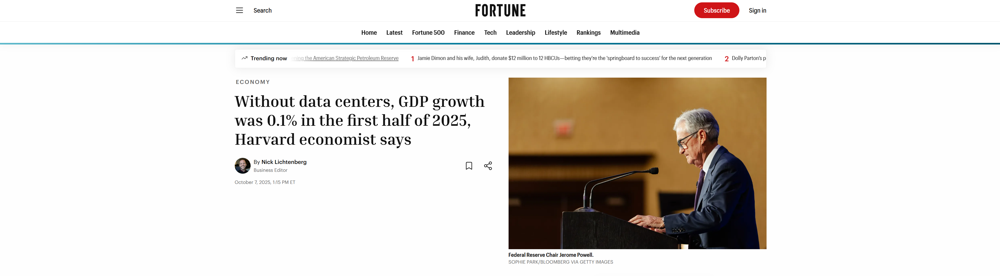 Search
FORTUNE
Subscribe
Sign in
Home Latest Fortune 500 Finance Tech Leadership Lifestyle Rankings Multimedia
Trending now
the American Strategic Petroleum Reserve
1 Jamie Dimon and his wife, Judith, donate $12 million to 12 HBCUs—betting they're the 'springboard to success' for the next generation
2 Dolly Parton’s p
ECONOMY
Without data centers, GDP growth
was 0.1% in the first half of 2025,
Harvard economist says
By Nick Lichtenberg
Business Editor
October 7, 2025, 1:15 PM ET
Federal Reserve Chair Jerome Powell.
SOPHIE PARK/BLOOMBERG VIA GETTY IMAGES